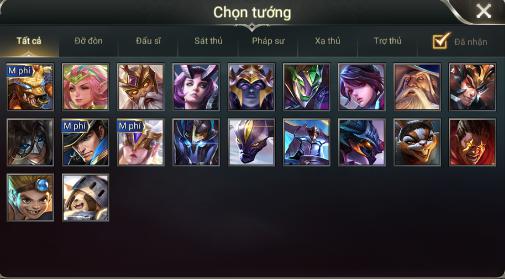 Chọn tướng
Tất cả Đỡ đòn Đấu sĩ Sát thủ Pháp sư Xạ thủ Trợ thủ Đã nhận
M phí
M phí M phí